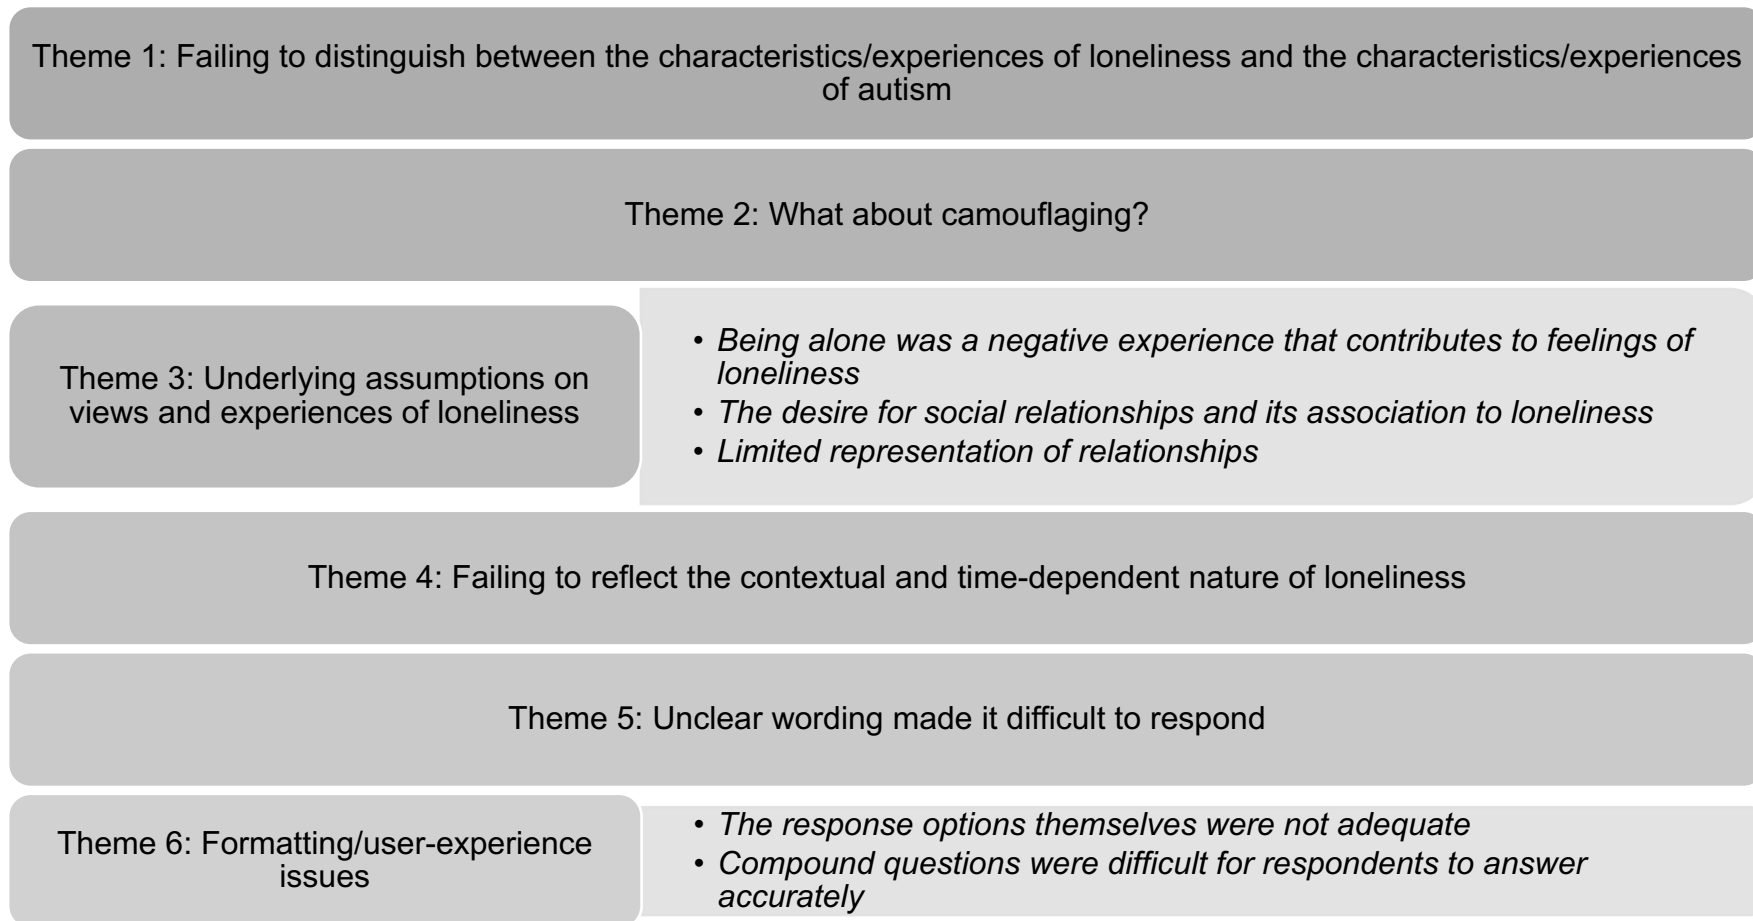 Theme 1: Failing to distinguish between the characteristics/experiences of loneliness and the characteristics/experiences
of autism
Theme 2: What about camouflaging?
Theme 3: Underlying assumptions on
views and experiences of loneliness
• Being alone was a negative experience that contributes to feelings of
loneliness
• The desire for social relationships and its association to loneliness
• Limited representation of relationships
Theme 4: Failing to reflect the contextual and time-dependent nature of loneliness
Theme 5: Unclear wording made it difficult to respond
Theme 6: Formatting/user-experience
issues
• The response options themselves were not adequate
• Compound questions were difficult for respondents to answer
accurately